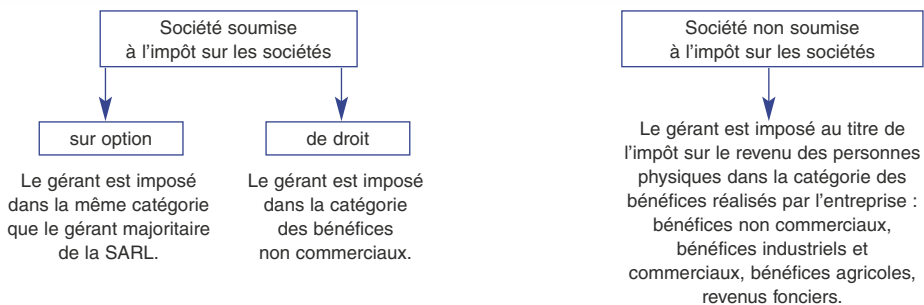 Société soumise
à l'impôt sur les sociétés
sur option
Le gérant est imposé
dans la même catégorie
que le gérant majoritaire
de la SARL.
de droit
Le gérant est imposé
dans la catégorie
des bénéfices
non commerciaux.
Société non soumise
à l'impôt sur les sociétés
Le gérant est imposé au titre de
l'impôt sur le revenu des personnes
physiques dans la catégorie des
bénéfices réalisés par l'entreprise :
bénéfices non commerciaux,
bénéfices industriels et
commerciaux, bénéfices agricoles,
revenus fonciers.